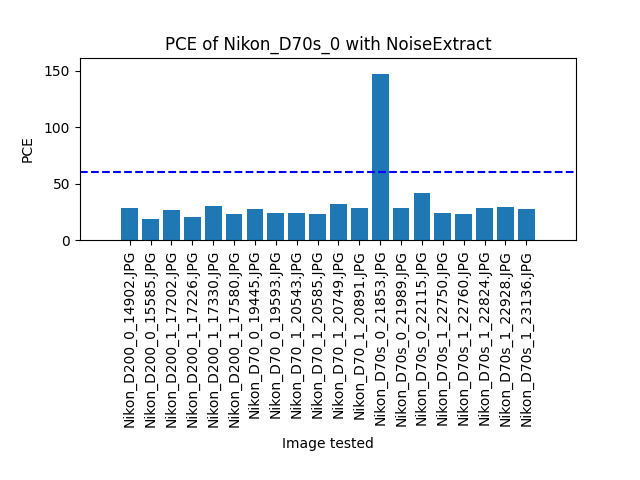 PCE of Nikon_D70s_0 with NoiseExtract
150
100
50
0
PCE
Nikon_D200_0_14902.JPG
Nikon_D200_0_15585.JPG
Nikon_D200_1_17202.JPG
Nikon_D200_1_17226.JPG
Nikon_D200_1_17330.JPG
Nikon_D200_1_17580.JPG
Nikon_D70_0_19445.JPG
Nikon_D70_0_19593.JPG
Nikon_D70_1_20543.JPG
Nikon_D70_1_20585.JPG
Nikon_D70_1_20749.JPG
Nikon_D70_1_20891.JPG
Nikon_D70s_0_21853.JPG
Nikon_D70s_0_21989.JPG
Nikon_D70s_0_22115.JPG
Nikon_D70s_1_22750.JPG
Nikon_D70s_1_22760.JPG
Nikon_D70s_1_22824.JPG
Nikon_D70s_1_22928.JPG
Nikon_D70s_1_23136.JPG
Image tested